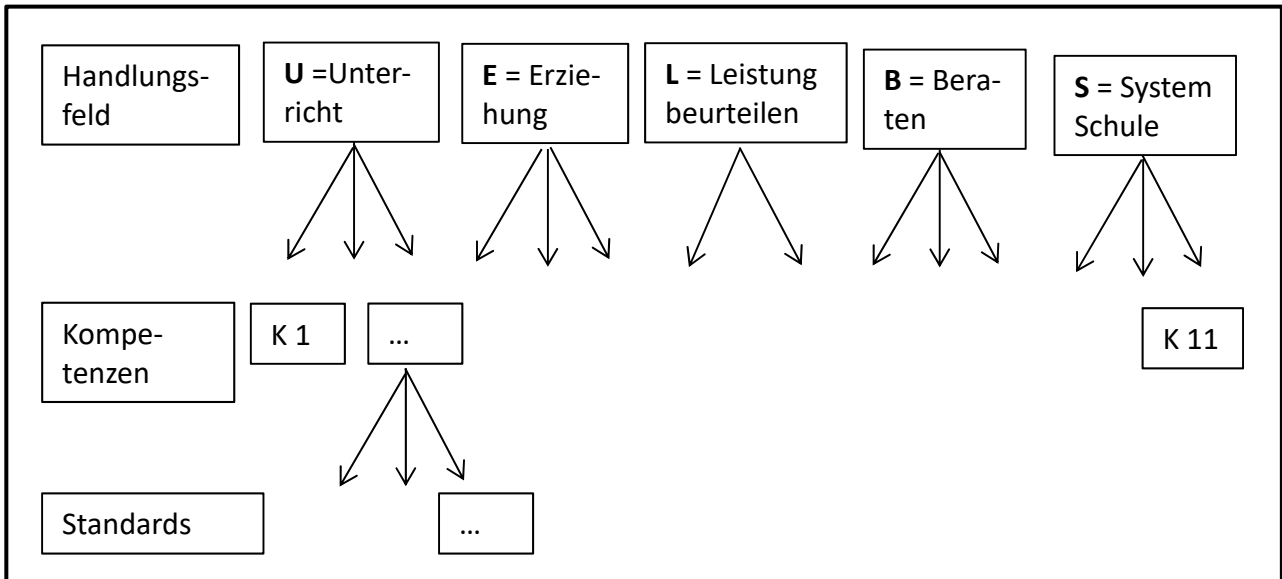 Handlungs-
feld
U =Unter-
richt
E = Erzie-
hung
L = Leistung
beurteilen
B = Bera-
ten
S = System
Schule
Kompe-
tenzen
K 1
...
K 11
Standards
...